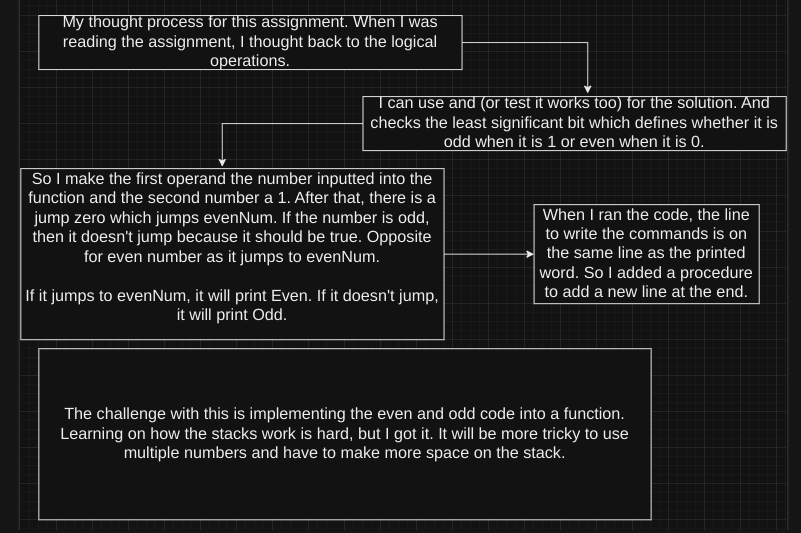 My thought process for this assignment. When I was
reading the assignment, I thought back to the logical
operations.
I can use and (or test it works too) for the solution. And
checks the least significant bit which defines whether it is
odd when it is 1 or even when it is 0.
So I make the first operand the number inputted into the
function and the second number a 1. After that, there is a
jump zero which jumps evenNum. If the number is odd,
then it doesn't jump because it should be true. Opposite
for even number as it jumps to evenNum.
If it jumps to evenNum, it will print Even. If it doesn't jump,
it will print Odd.
When I ran the code, the line
to write the commands is on
the same line as the printed
word. So I added a procedure
to add a new line at the end.
The challenge with this is implementing the even and odd code into a function.
Learning on how the stacks work is hard, but I got it. It will be more tricky to use
multiple numbers and have to make more space on the stack.